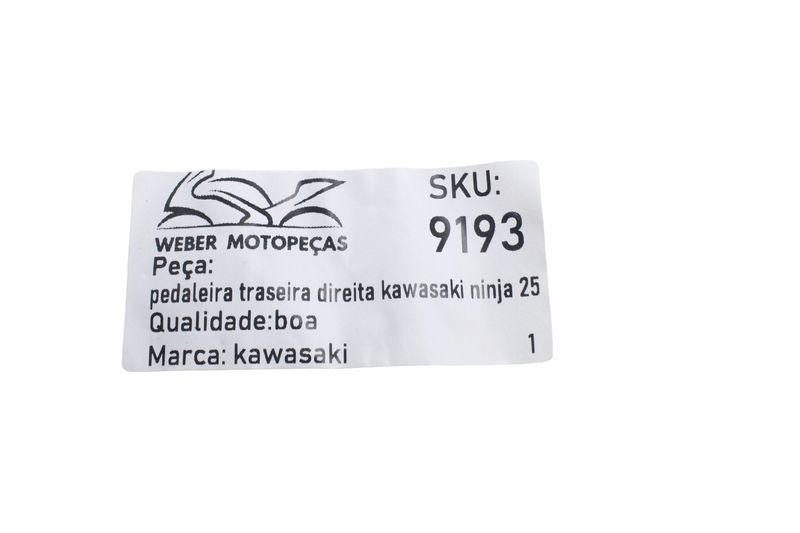 WEBER MOTOPEÇAS
SKU:
9193
Peça:
pedaleira traseira direita kawasaki ninja 25
Qualidade:boa
Marca: kawasaki
1